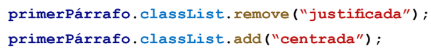 primerPárrafo.classList.remove(“justificada”);
primerPárrafo.classList.add(“centrada”);